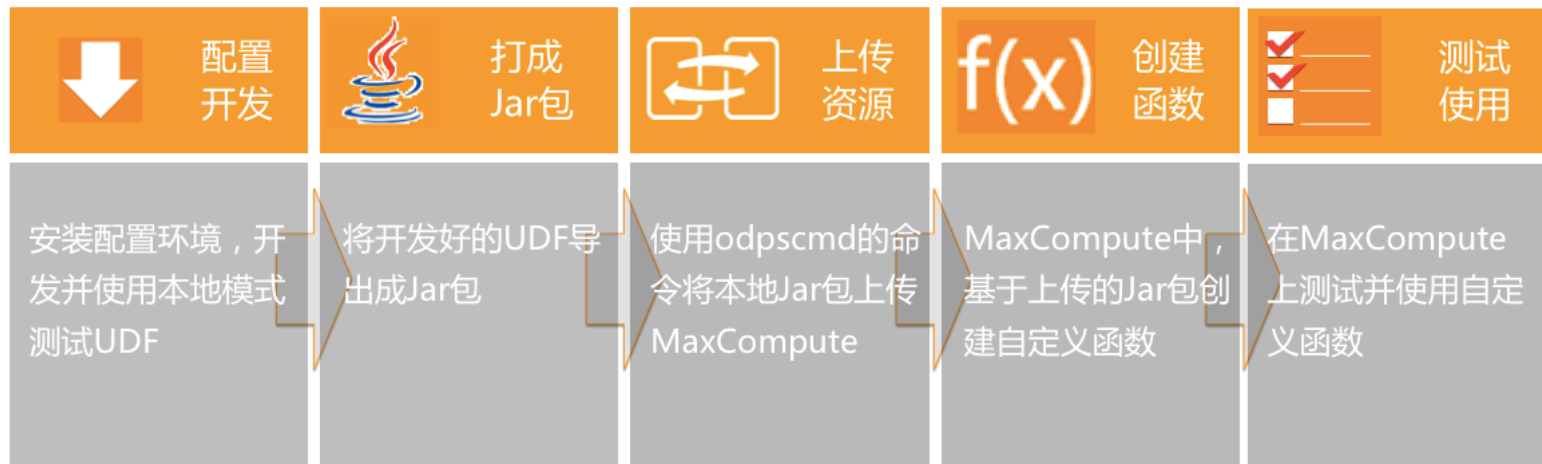 配置
开发
打成
Jar包
上传
资源
f(x)
创建
函数
测试
使用
安装配置环境，开
发并使用本地模式
测试UDF
将开发好的UDF导
出成Jar包
使用odpscmd的命
令将本地Jar包上传
MaxCompute
MaxCompute中，
基于上传的Jar包创
建自定义函数
在MaxCompute
上测试并使用自定
义函数